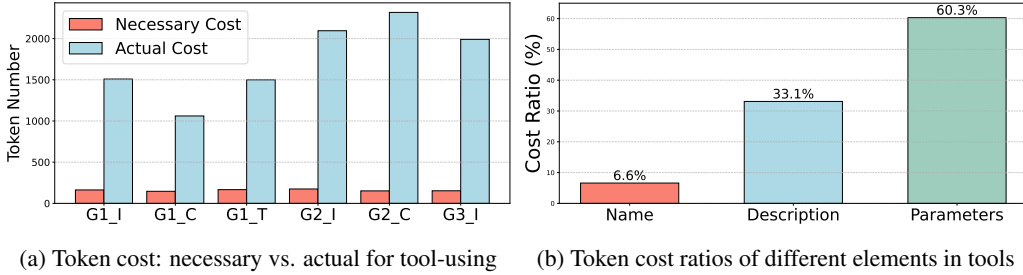 Token Number
2000
1500
1000
500
0
Necessary Cost
Actual Cost
G1_I G1_C G1_T G2_I G2_C G3_I
(a) Token cost: necessary vs. actual for tool-using
Cost Ratio (%)
60
50
40
30
20
10
0
6.6%
33.1%
60.3%
Name Description Parameters
(b) Token cost ratios of different elements in tools